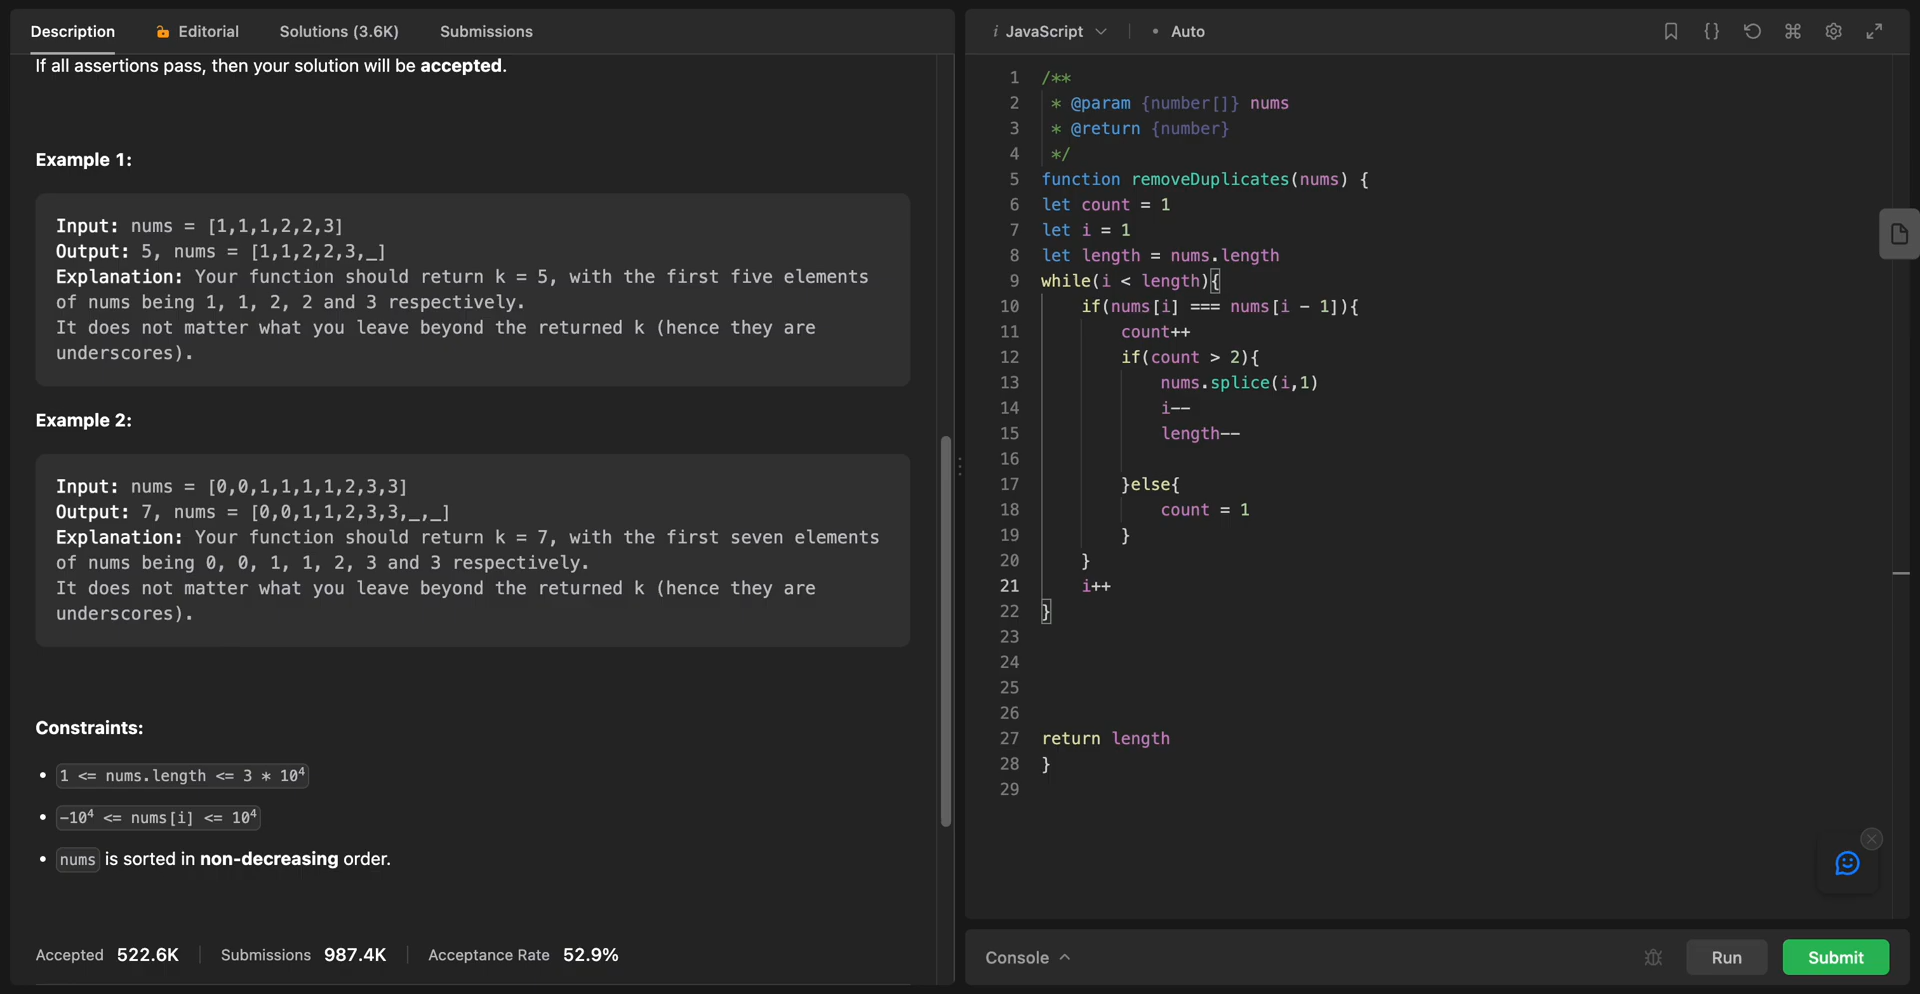 Description Editorial Solutions (3.6K) Submissions
If all assertions pass, then your solution will be accepted.
Example 1:
Input: nums = [1,1,1,2,2,3]
Output: 5, nums = [1,1,2,2,3,_]
Explanation: Your function should return k = 5, with the first five elements
of nums being 1, 1, 2, 2 and 3 respectively.
It does not matter what you leave beyond the returned k (hence they are
underscores).
Example 2:
Input: nums = [0,0,1,1,1,1,2,3,3]
Output: 7, nums = [0,0,1,1,2,3,3,_,_]
Explanation: Your function should return k = 7, with the first seven elements
of nums being 0, 0, 1, 1, 2, 3 and 3 respectively.
It does not matter what you leave beyond the returned k (hence they are
underscores).
Constraints:
• 1 <= nums.length <= 3 * 10⁴
• -10⁴ <= nums[i] <= 10⁴
• nums is sorted in non-decreasing order.
Accepted 522.6K Submissions 987.4K Acceptance Rate 52.9%
i JavaScript • Auto
1 /**
2 * @param {number[]} nums
3 * @return {number}
4 */
5 function removeDuplicates(nums) {
6 let count = 1
7 let i = 1
8 let length = nums.length
9 while(i < length){
10 if(nums[i] === nums[i - 1]){
11 count++
12 if(count > 2){
13 nums.splice(i,1)
14 i--
15 length--
16
17 }else{
18 count = 1
19 }
20 }
21 i++
22 }
23
24
25
26
27 return length
28 }
29
Console Run Submit